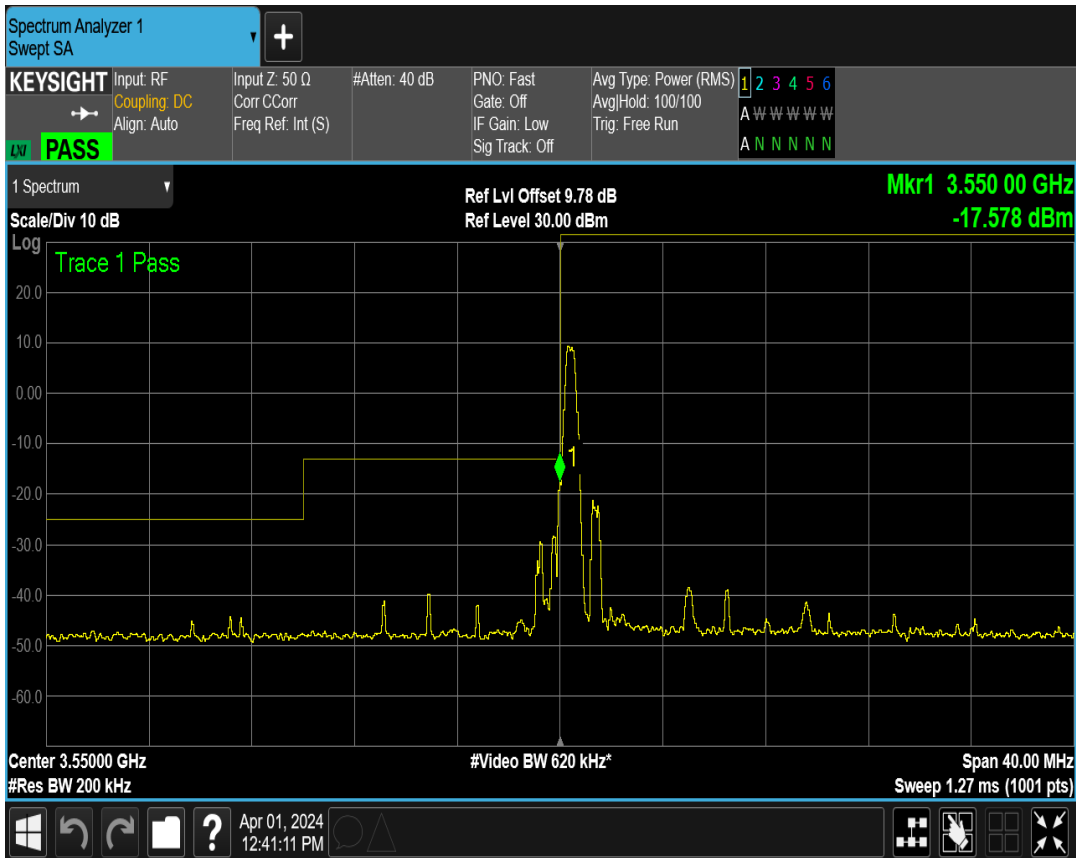 Spectrum Analyzer 1
Swept SA
KEYSIGHT
LXI PASS
Input: RF
Coupling: DC
Align: Auto
Input Z: 50 Ω
Corr CCorr
Freq Ref: Int (S)
#Atten: 40 dB
PNO: Fast
Gate: Off
IF Gain: Low
Sig Track: Off
Avg Type: Power (RMS)
Avg|Hold: 100/100
Trig: Free Run
1 2 3 4 5 6
A W W W W W
A N N N N N
1 Spectrum
Scale/Div 10 dB
Ref Lvl Offset 9.78 dB
Ref Level 30.00 dBm
Mkr1 3.550 00 GHz
-17.578 dBm
Log
Trace 1 Pass
20.0
10.0
0.00
-10.0
-20.0
-30.0
-40.0
-50.0
-60.0
1
Center 3.55000 GHz
#Res BW 200 kHz
#Video BW 620 kHz*
Span 40.00 MHz
Sweep 1.27 ms (1001 pts)
?
Apr 01, 2024
12:41:11 PM